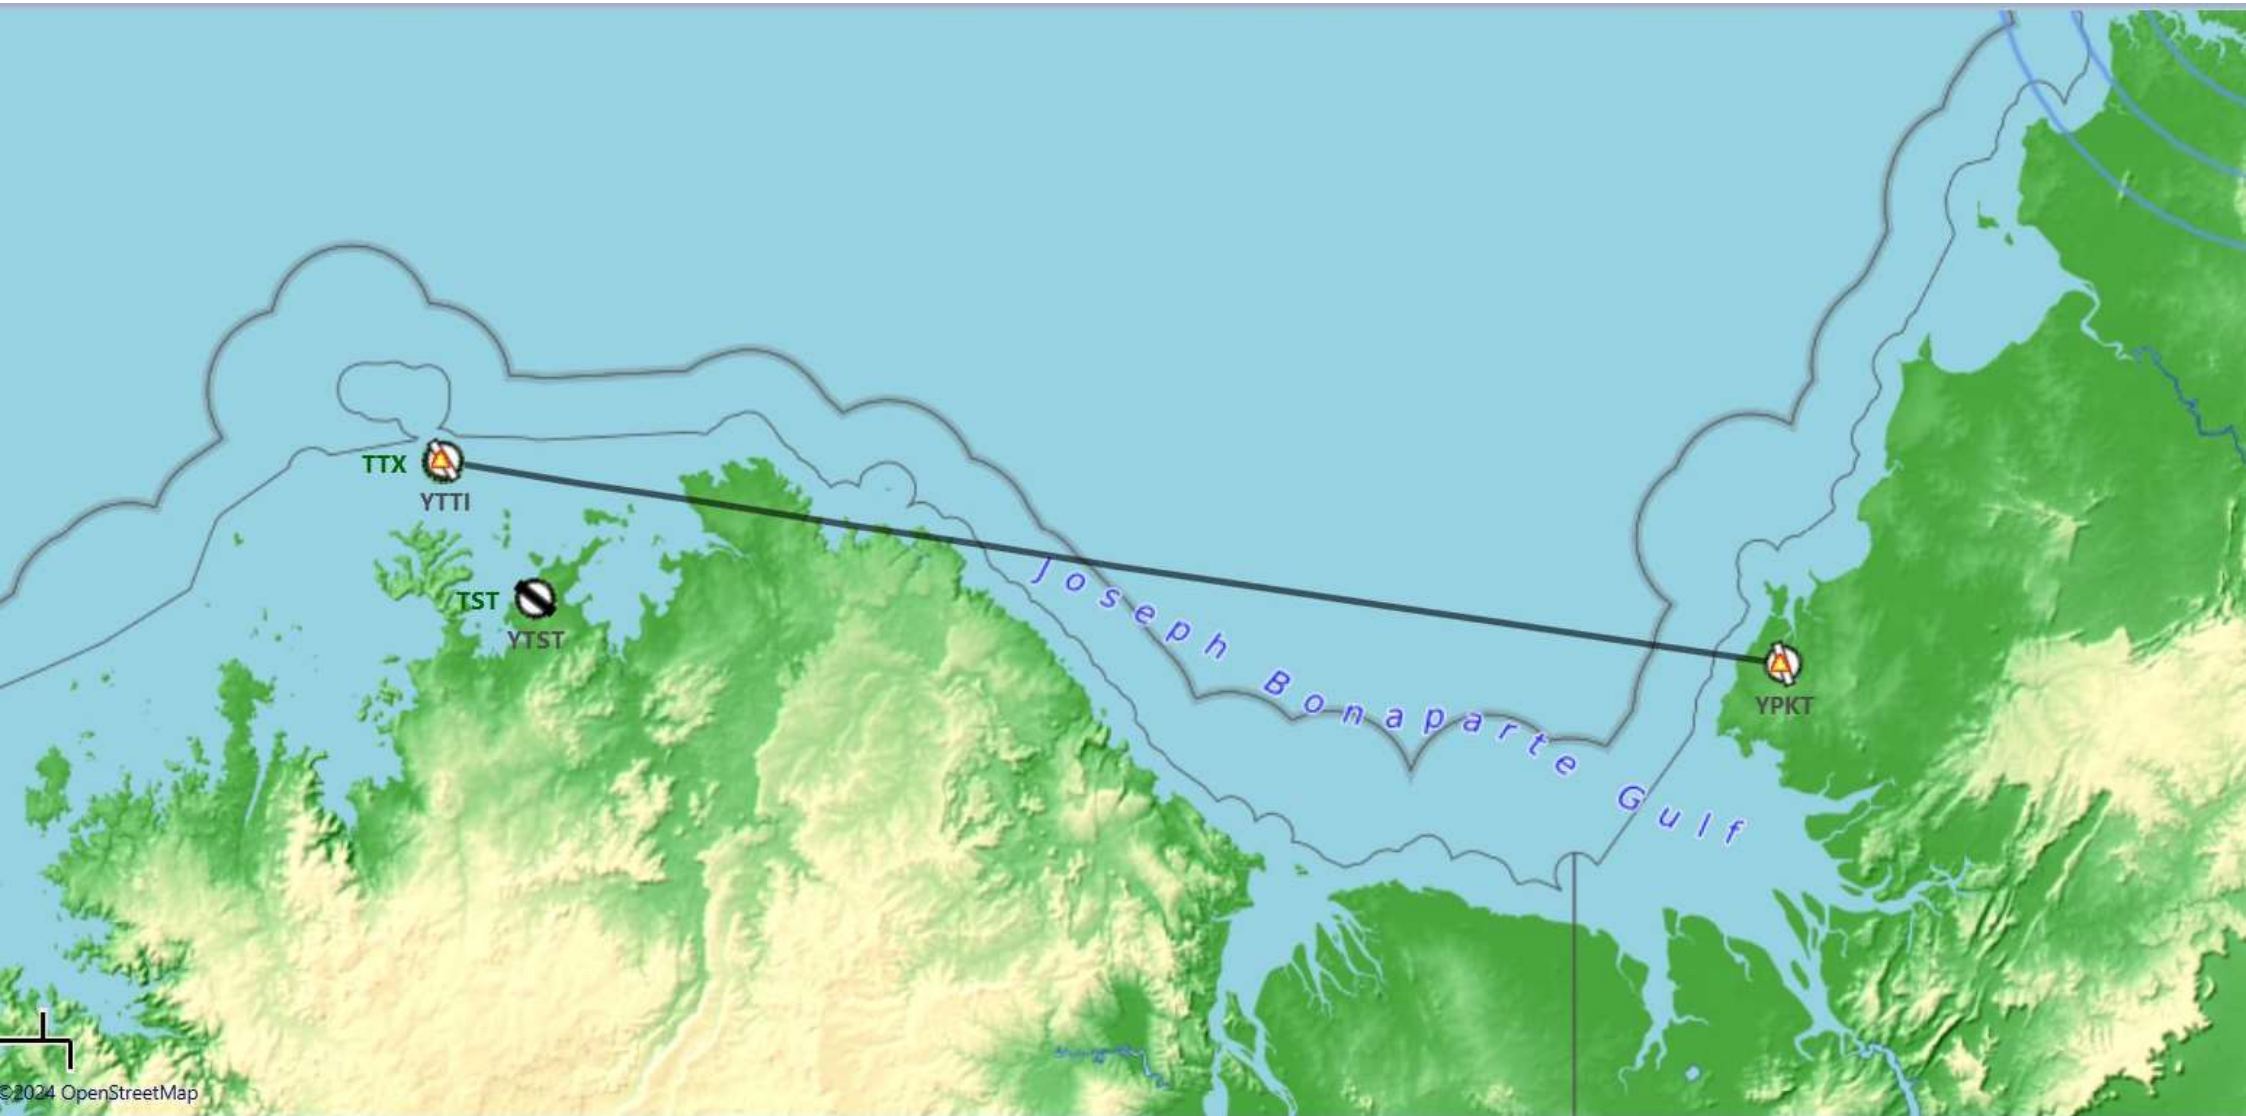 TTX
YTTI
TST
YTST
Joseph Bonaparte Gulf
YPKT
©2024 OpenStreetMap